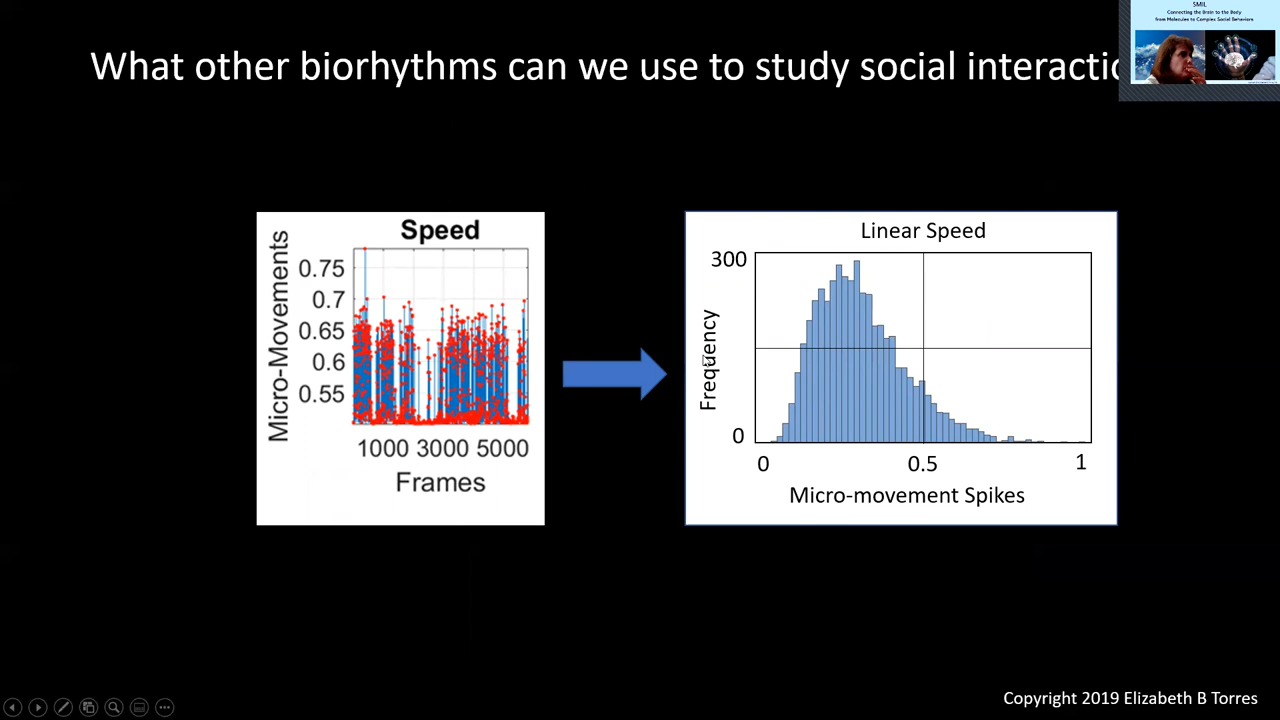 SMIL
Connecting the Brain to the Body
from Molecules to Complex Social Behaviors
What other biorhythms can we use to study social interactio
Speed
Micro-Movements
0.75
0.7
0.65
0.6
0.55
1000 3000 5000
Frames
Linear Speed
300
Frequency
0
0 0.5 1
Micro-movement Spikes
Copyright 2019 Elizabeth B Torres